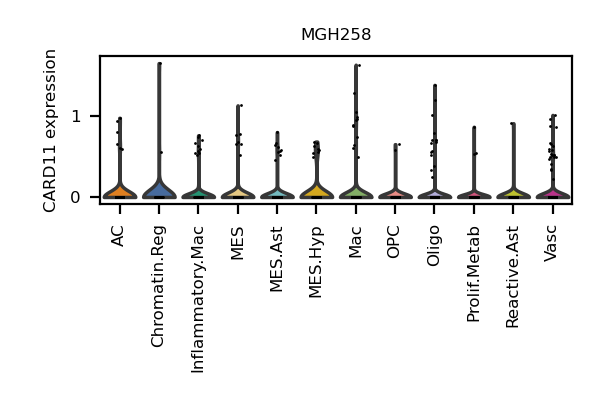 MGH258
CARD11 expression
1
0
AC
Chromatin.Reg
Inflammatory.Mac
MES
MES.Ast
MES.Hyp
Mac
OPC
Oligo
Prolif.Metab
Reactive.Ast
Vasc